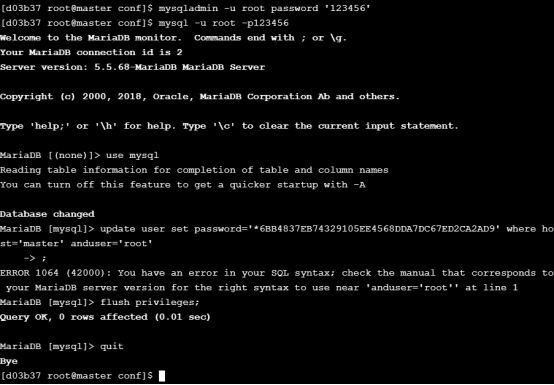 [d03b37 root@master conf]$ mysqladmin -u root password '123456'
[d03b37 root@master conf]$ mysql -u root -p123456
Welcome to the MariaDB monitor.  Commands end with ; or \g.
Your MariaDB connection id is 2
Server version: 5.5.68-MariaDB MariaDB Server
Copyright (c) 2000, 2018, Oracle, MariaDB Corporation Ab and others.
Type 'help;' or '\h' for help. Type '\c' to clear the current input statement.
MariaDB [(none)]> use mysql
Reading table information for completion of table and column names
You can turn off this feature to get a quicker startup with -A
Database changed
MariaDB [mysql]> update user set password='*6BB4837EB74329105EE4568DDA7DC67ED2CA2AD9' where ho
st='master' anduser='root'
    -> ;
ERROR 1064 (42000): You have an error in your SQL syntax; check the manual that corresponds to
 your MariaDB server version for the right syntax to use near 'anduser='root'' at line 1
MariaDB [mysql]> flush privileges;
Query OK, 0 rows affected (0.01 sec)
MariaDB [mysql]> quit
Bye
[d03b37 root@master conf]$